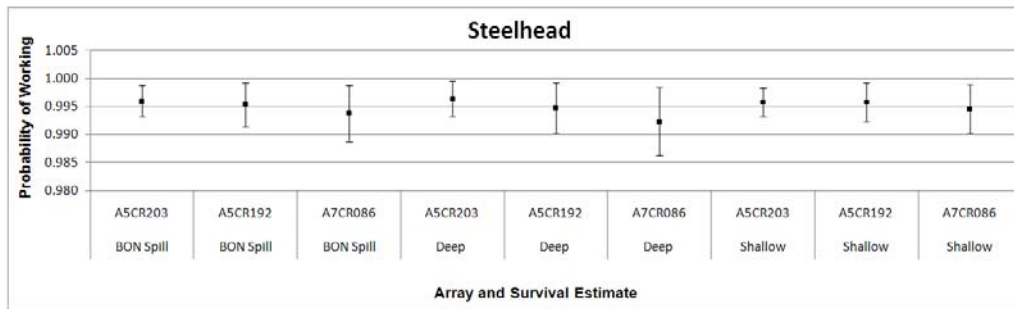 Steelhead
Probability of Working
1.005
1.000
0.995
0.990
0.985
0.980
A5CR203 A5CR192 A7CR086 A5CR203 A5CR192 A7CR086 A5CR203 A5CR192 A7CR086
BON Spill BON Spill BON Spill Deep Deep Deep Shallow Shallow Shallow
Array and Survival Estimate